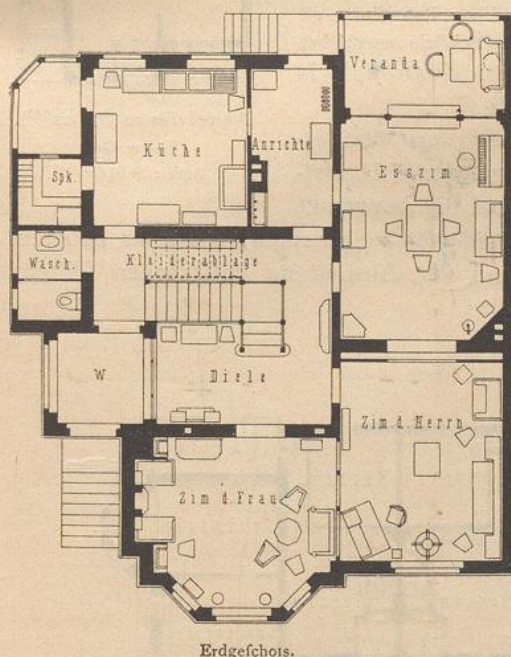 Veranda
Küche
Anrichte
Esszim
Spk.
Wasch.
Kleiderablage
W
Diele
Zim. d. Herrn
Zim d. Frau
Erdgeſchoſs.